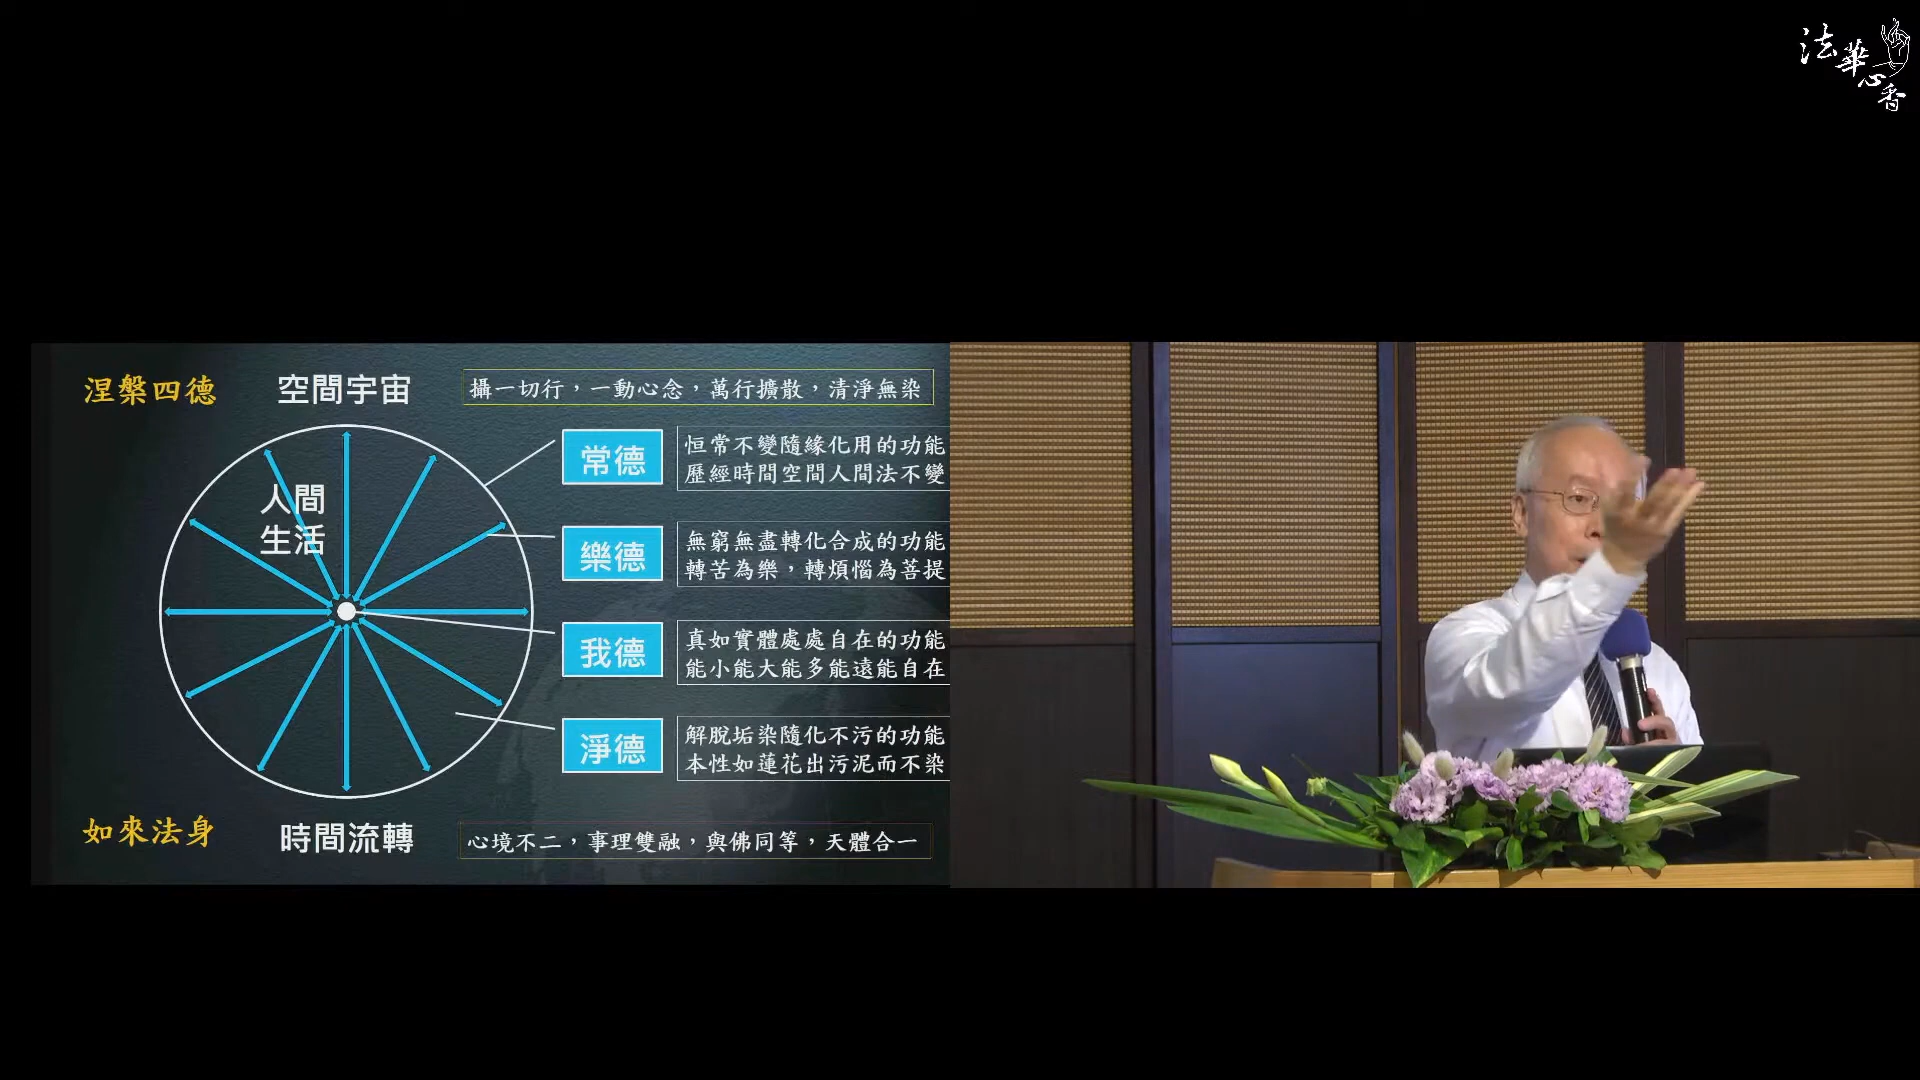 法華心香
涅槃四德
空間宇宙
攝一切行，一動心念，萬行擴散，清淨無染
人間
生活
常德
恒常不變隨緣化用的功能
歷經時間空間人間法不變
樂德
無窮無盡轉化合成的功能
轉苦為樂，轉煩惱為菩提
我德
真如實體處處自在的功能
能小能大能多能遠能自在
淨德
解脫垢染隨化不污的功能
本性如蓮花出污泥而不染
如來法身
時間流轉
心境不二，事理雙融，與佛同等，天體合一